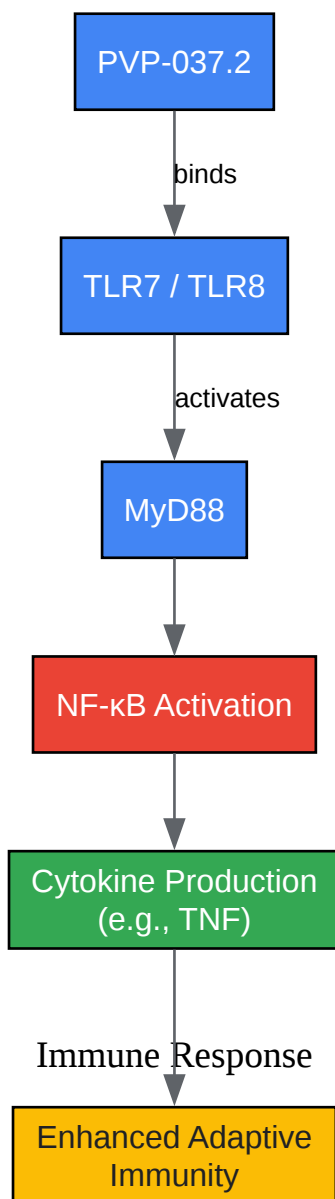 PVP-037.2
binds
TLR7 / TLR8
activates
MyD88
NF-κB Activation
Cytokine Production
(e.g., TNF)
Immune Response
Enhanced Adaptive
Immunity